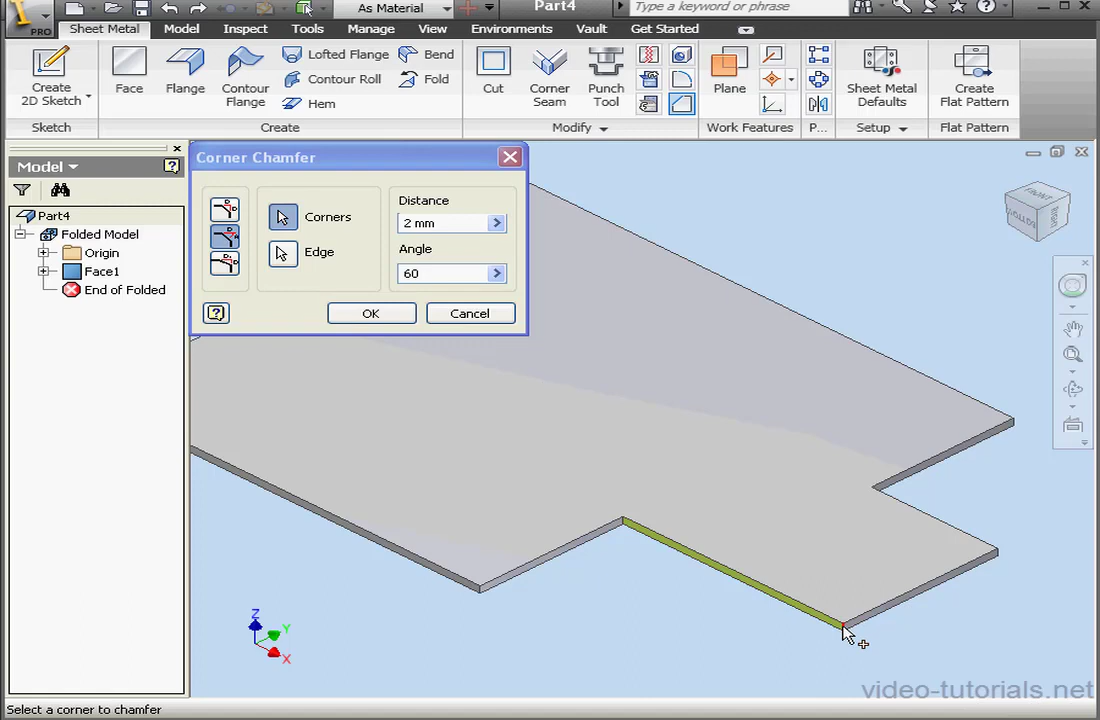 As Material
Part4
Type a keyword or phrase
PRO
Sheet Metal
Model
Inspect
Tools
Manage
View
Environments
Vault
Get Started
Create
2D Sketch
Face
Flange
Contour
Flange
Lofted Flange
Contour Roll
Hem
Bend
Fold
Cut
Corner
Seam
Punch
Tool
Plane
Sheet Metal
Defaults
Create
Flat Pattern
Sketch
Create
Modify
Work Features
P...
Setup
Flat Pattern
Model
Part4
Folded Model
Origin
Face1
End of Folded
Corner Chamfer
Corners
Edge
Distance
2 mm
Angle
60
OK
Cancel
FRONT
RIGHT
BOTTOM
Z
Y
X
video-tutorials.net
Select a corner to chamfer